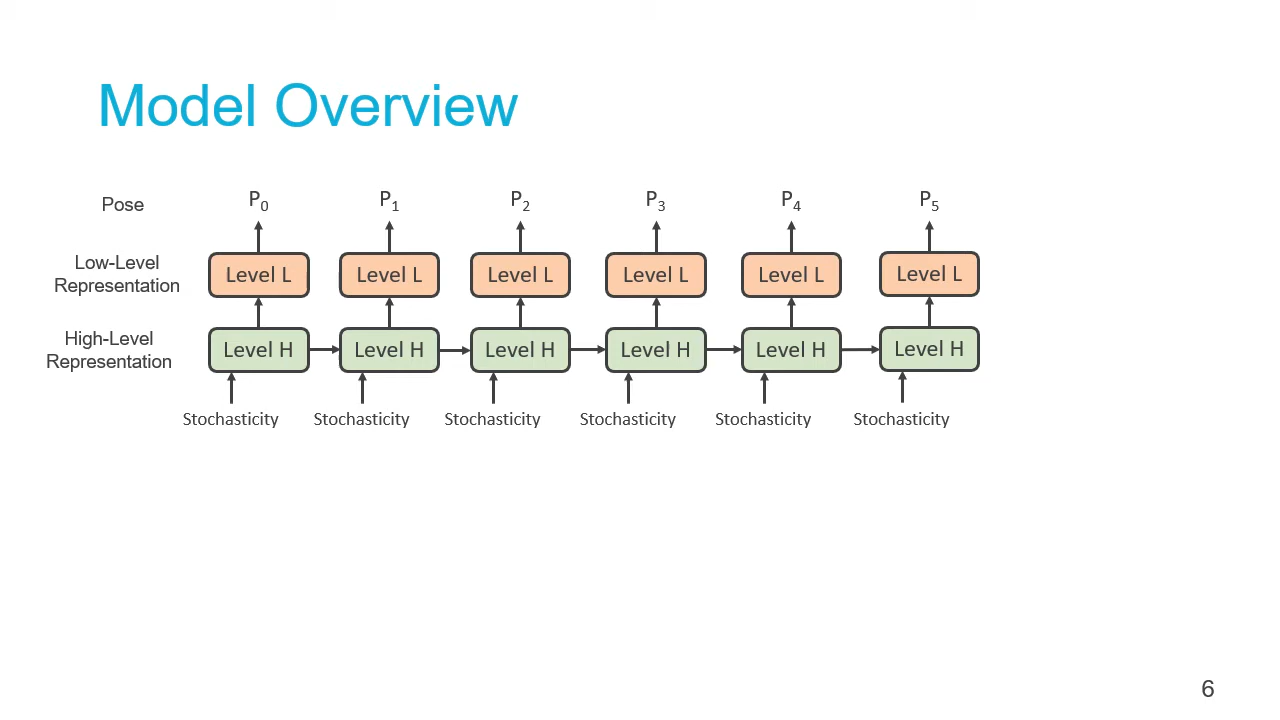 Model Overview
Pose P₀ P₁ P₂ P₃ P₄ P₅
Low-Level
Representation
Level L Level L Level L Level L Level L Level L
High-Level
Representation
Level H Level H Level H Level H Level H Level H
Stochasticity Stochasticity Stochasticity Stochasticity Stochasticity Stochasticity
6